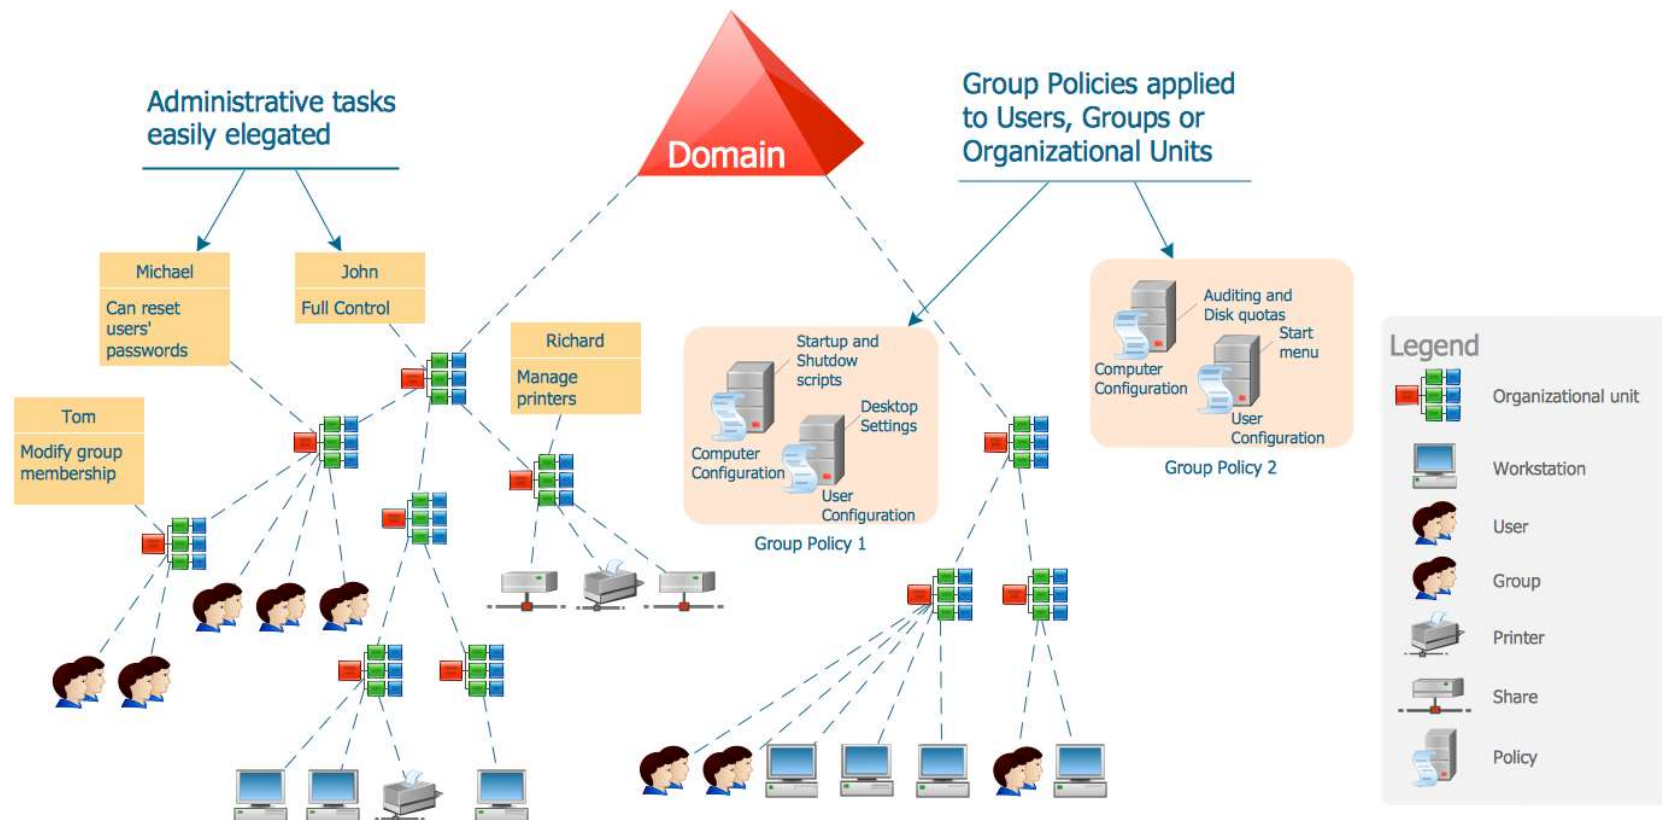 Administrative tasks
easily elegated
Domain
Group Policies applied
to Users, Groups or
Organizational Units
Michael
Can reset
users'
passwords
John
Full Control
Richard
Manage
printers
Tom
Modify group
membership
Startup and
Shutdow
scripts
Desktop
Settings
Computer
Configuration
User
Configuration
Group Policy 1
Auditing and
Disk quotas
Start
menu
Computer
Configuration
User
Configuration
Group Policy 2
Legend
Organizational unit
Workstation
User
Group
Printer
Share
Policy